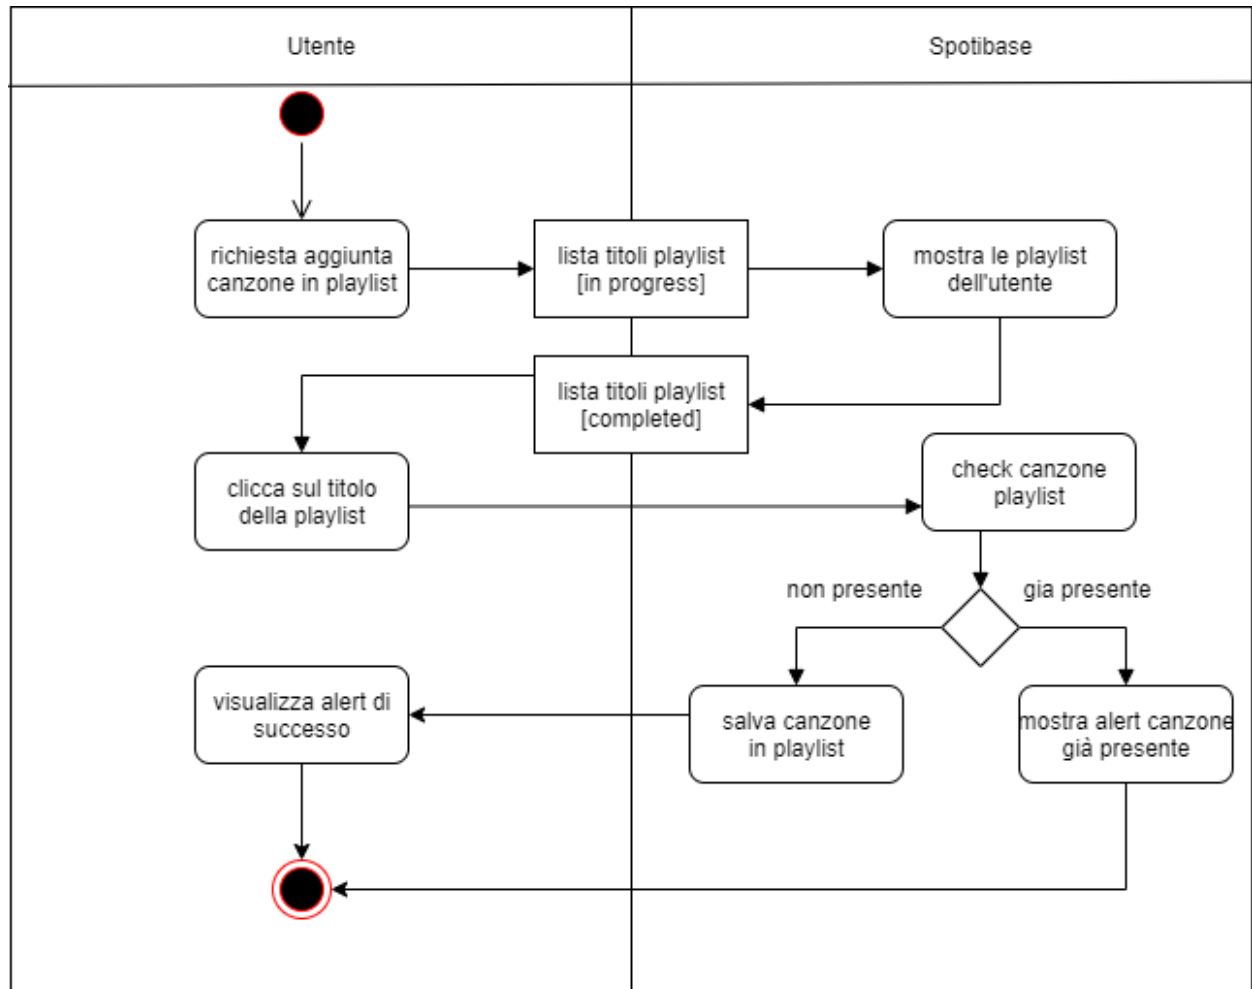 Utente
Spotibase
richiesta aggiunta
canzone in playlist
lista titoli playlist
[in progress]
mostra le playlist
dell'utente
lista titoli playlist
[completed]
clicca sul titolo
della playlist
check canzone
playlist
non presente
gia presente
visualizza alert di
successo
salva canzone
in playlist
mostra alert canzone
già presente